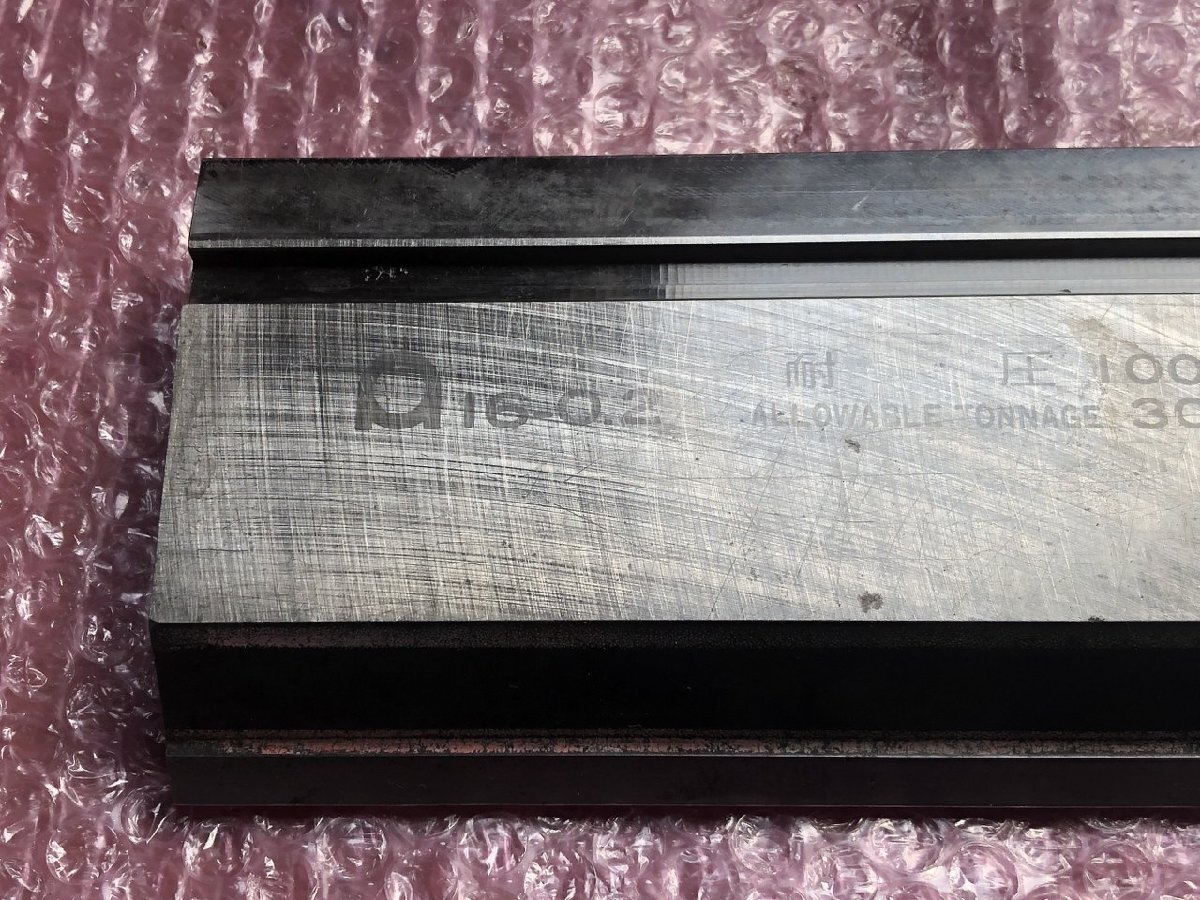 a 16-0.2
耐 圧 100
ALLOWABLE TONNAGE 30